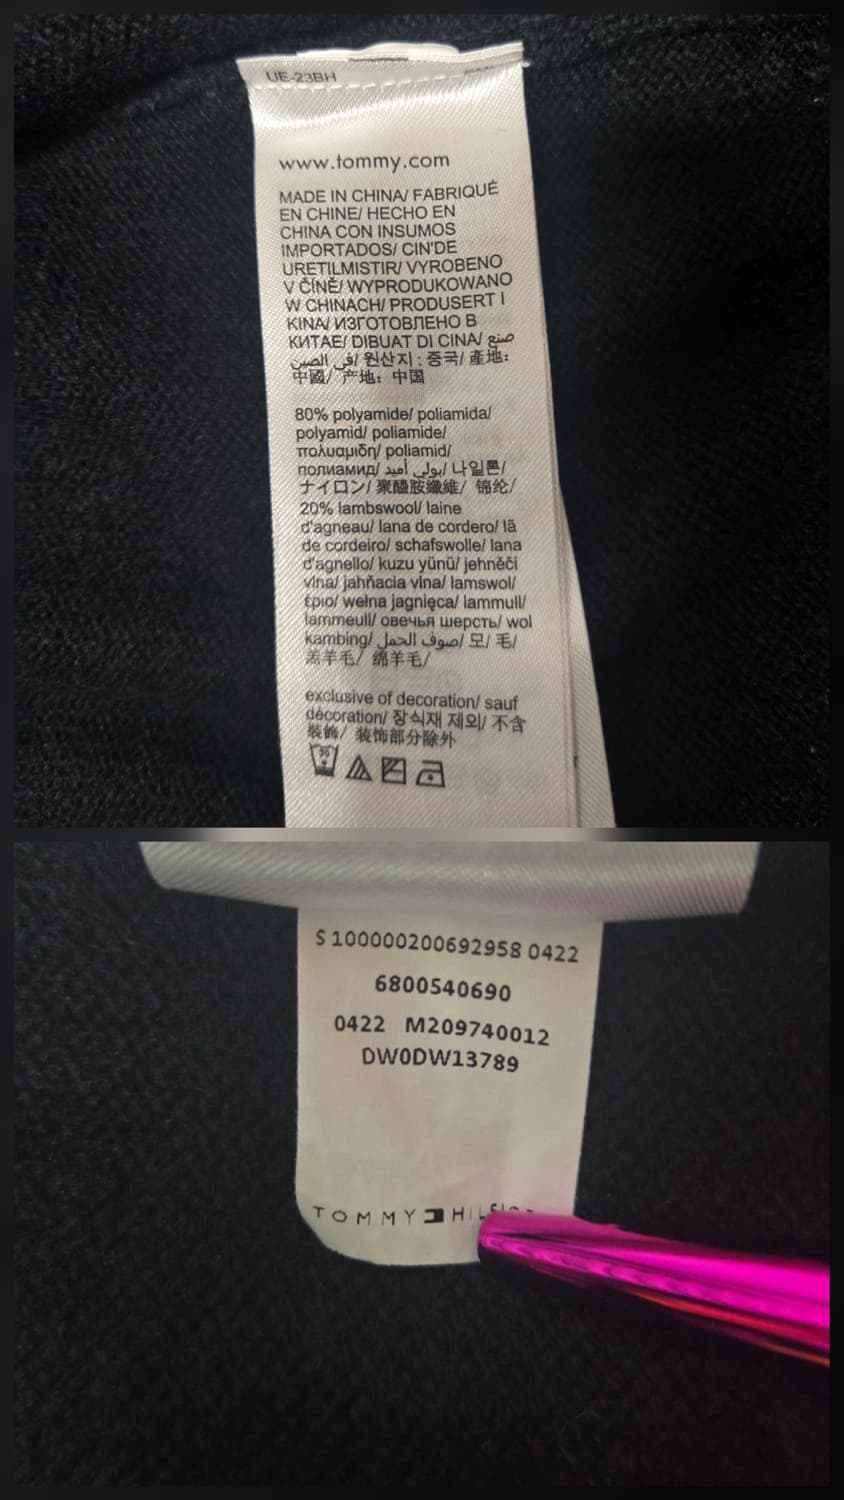 UE-23BH
www.tommy.com
MADE IN CHINA/ FABRIQUÉ
EN CHINE/ HECHO EN
CHINA CON INSUMOS
IMPORTADOS/ CIN'DE
URETILMISTIR/ VYROBENO
V ČÍNĚ/ WYPRODUKOWANO
W CHINACH/ PRODUSERT I
KINA/ ИЗГОТОВЛЕНО В
КИТАЕ/ DIBUAT DI CINA/ صنع
في الصين/ 원산지 : 중국/ 産地：
中國/ 产地：中国
80% polyamide/ poliamida/
polyamid/ poliamide/
πολυαμιδη/ poliamid/
полиамид/ بولي أميد/ 나일론/
ナイロン/ 聚醯胺纖維/ 锦纶/
20% lambswool/ laine
d'agneau/ lana de cordero/ lã
de cordeiro/ schafswolle/ lana
d'agnello/ kuzu yünü/ jehněčí
vlna/ jahňacia vlna/ lamswol/
έριο/ wełna jagnięca/ lammull/
lammeull/ овечья шерсть/ wol
kambing/ صوف الحمل/ 모/ 毛/
羔羊毛/ 绵羊毛/
exclusive of decoration/ sauf
décoration/ 장식재 제외/ 不含
裝飾/ 装饰部分除外
30
S 100000200692958 0422
6800540690
0422 M209740012
DW0DW13789
TOMMY